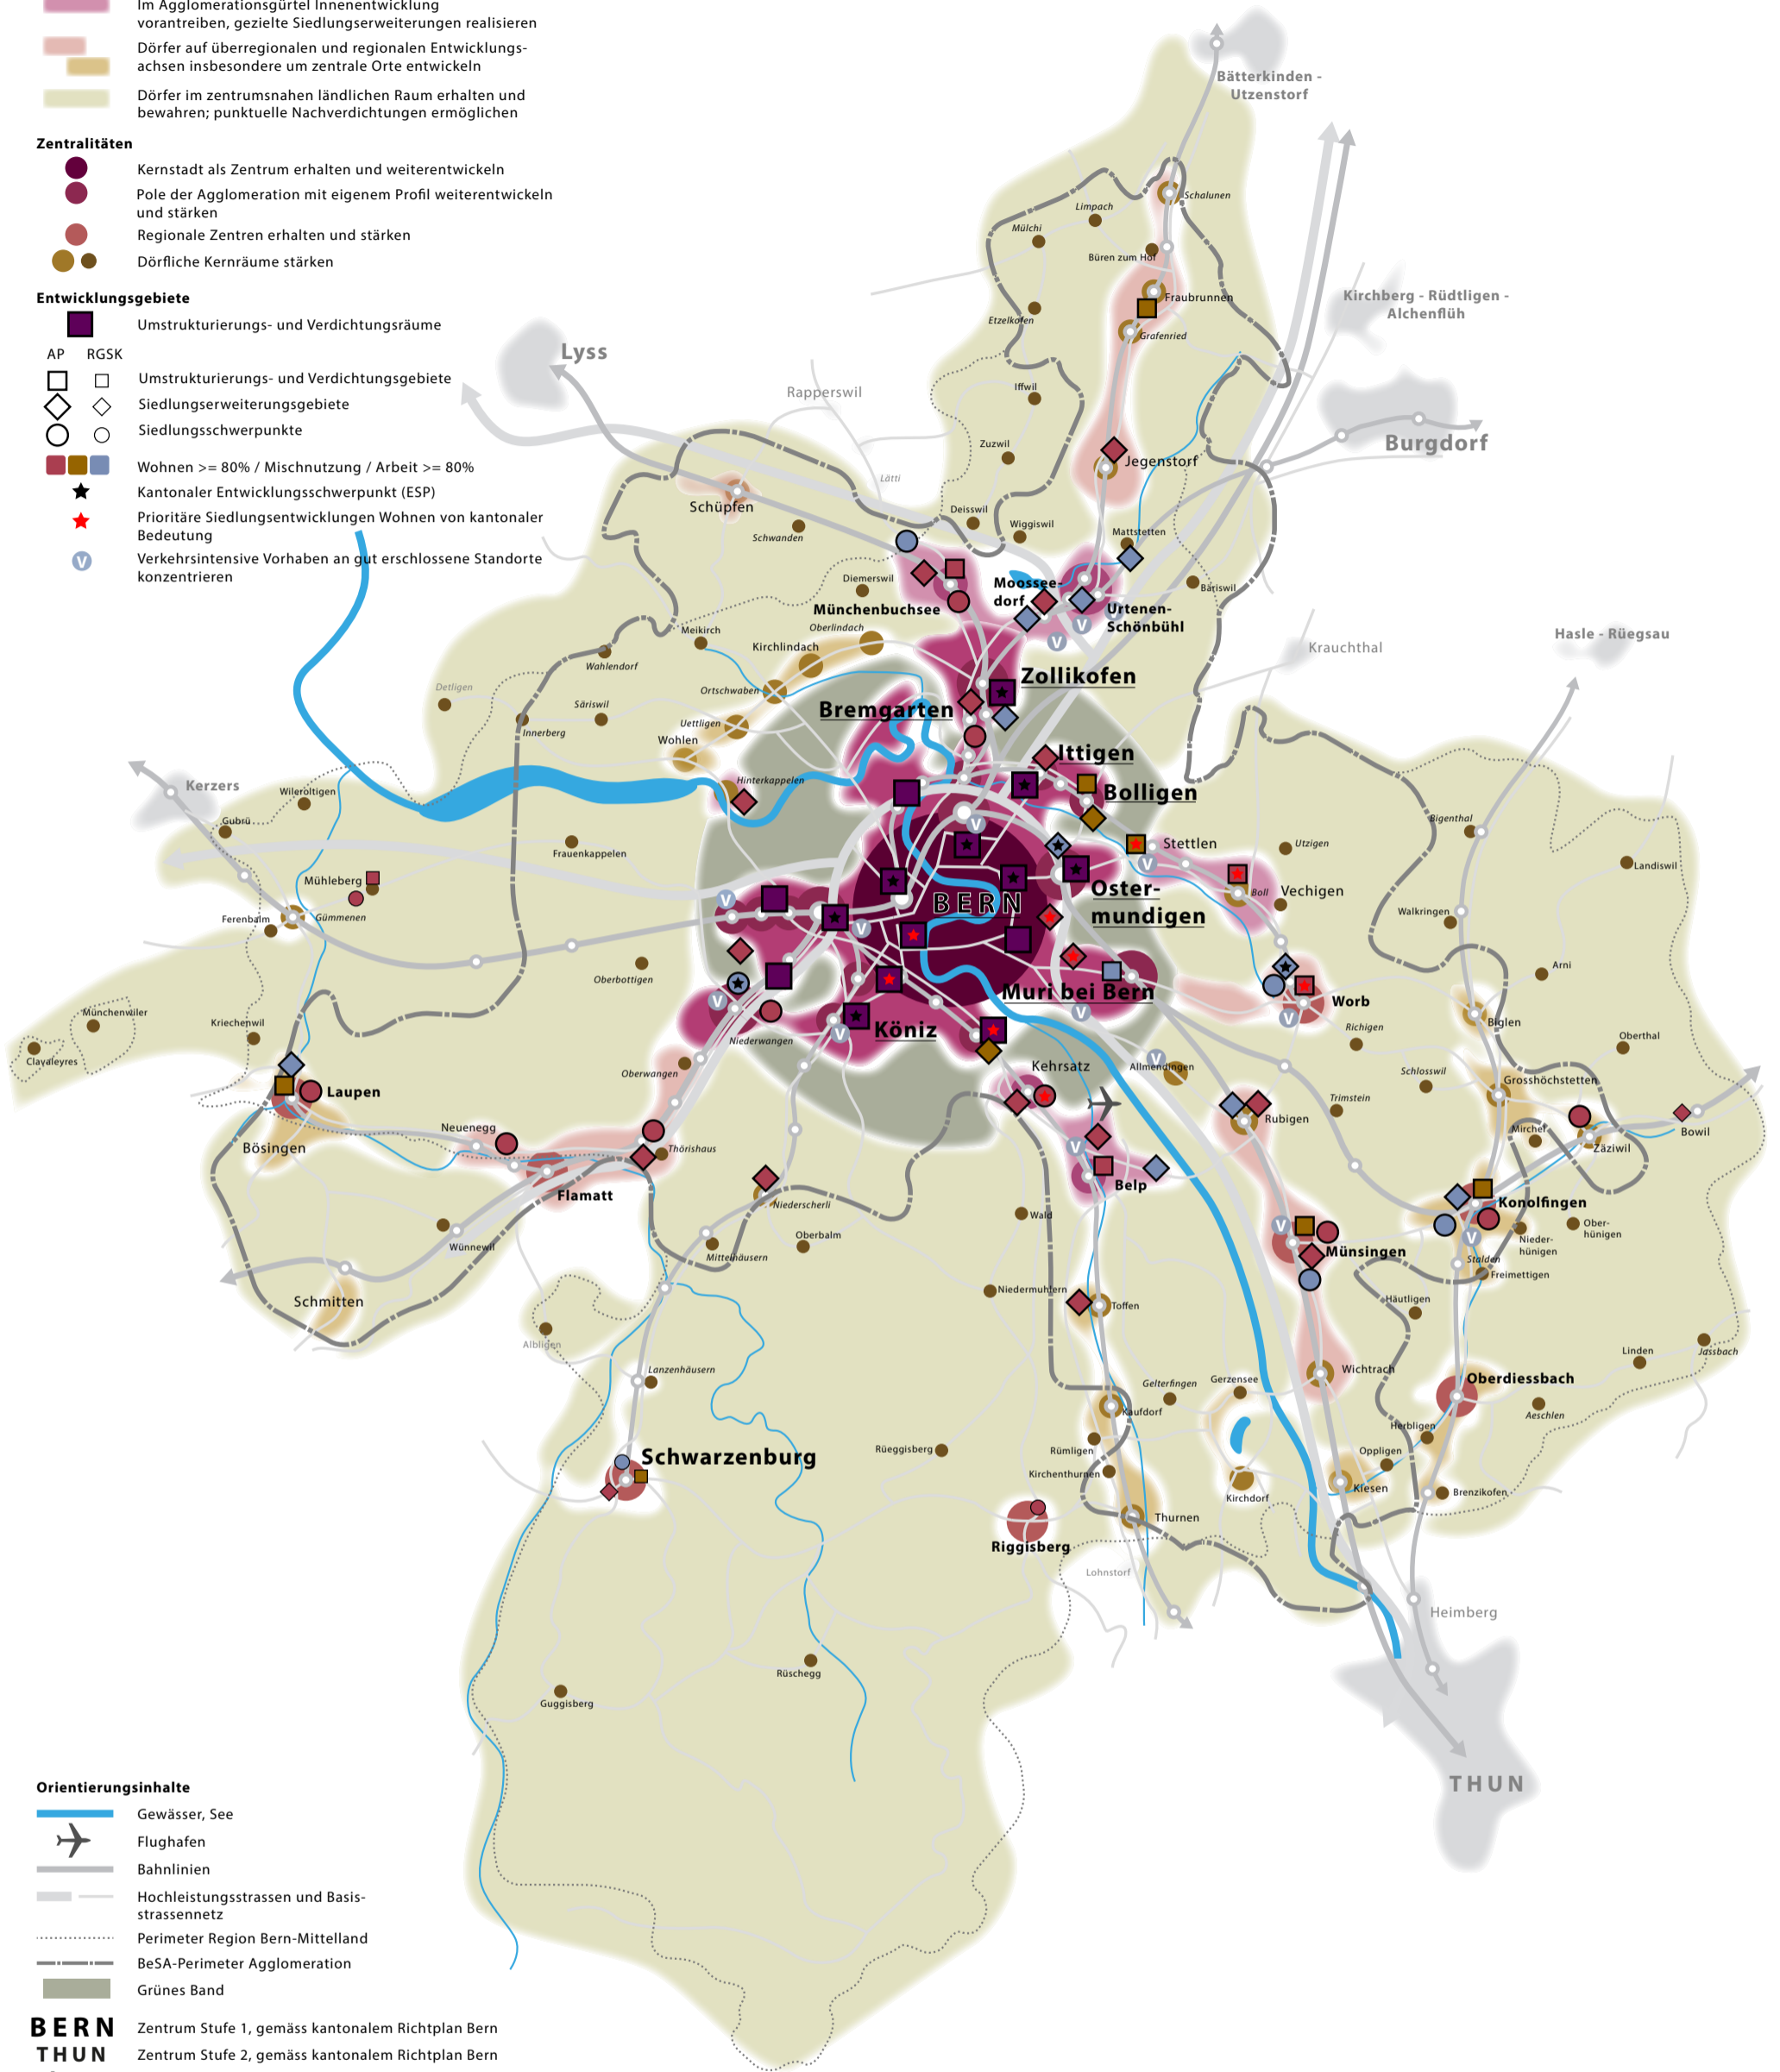 Im Agglomerationsgürtel Innenentwicklung
vorantreiben, gezielte Siedlungserweiterungen realisieren
Dörfer auf überregionalen und regionalen Entwicklungs-
achsen insbesondere um zentrale Orte entwickeln
Dörfer im zentrumsnahen ländlichen Raum erhalten und
bewahren; punktuelle Nachverdichtungen ermöglichen
Zentralitäten
Kernstadt als Zentrum erhalten und weiterentwickeln
Pole der Agglomeration mit eigenem Profil weiterentwickeln
und stärken
Regionale Zentren erhalten und stärken
Dörfliche Kernräume stärken
Entwicklungsgebiete
Umstrukturierungs- und Verdichtungsräume
AP RGSK
Umstrukturierungs- und Verdichtungsgebiete
Siedlungserweiterungsgebiete
Siedlungsschwerpunkte
Wohnen >= 80% / Mischnutzung / Arbeit >= 80%
Kantonaler Entwicklungsschwerpunkt (ESP)
Prioritäre Siedlungsentwicklungen Wohnen von kantonaler
Bedeutung
V Verkehrsintensive Vorhaben an gut erschlossene Standorte
konzentrieren
Bätterkinden -
Utzenstorf
Schalunen
Limpach
Mülchi
Büren zum Hof
Fraubrunnen
Etzelkofen
Grafenried
Kirchberg - Rüdtligen -
Alchenflüh
Lyss
Rapperswil
Iffwil
Burgdorf
Zuzwil
Jegenstorf
Lätti
Schüpfen
Schwanden
Deisswil
Wiggiswil
Mattstetten
Diemerswil
Moossee-
dorf
Bäriswil
Münchenbuchsee
Urtenen-
Schönbühl
V
V
Meikirch
Oberlindach
Kirchlindach
Krauchthal
Hasle - Rüegsau
Wahlendorf
Detligen
Ortschwaben
Zollikofen
Säriswil
Bremgarten
Innerberg
Uettligen
Wohlen
Ittigen
Kerzers
Hinterkappelen
Bolligen
Wileroltigen
Gubrü
V
Bigenthal
Frauenkappelen
Stettlen
Utzigen
V
Landiswil
Mühleberg
Boll
Vechigen
Oster-
mundigen
BERN
V
V
Ferenbalm
Gümmenen
Walkringen
Oberbottigen
Arni
Muri bei Bern
V
Worb
V
V
Münchenwiler
Kriechenwil
Köniz
V
Richigen
Biglen
Clavaleyres
Niederwangen
Oberthal
Oberwangen
Kehrsatz
V
Allmendingen
Schlosswil
Grosshöchstetten
Laupen
Rubigen
Trimstein
Mirchel
Bowil
Neuenegg
Zäziwil
Bösingen
Thörishaus
V
Belp
Flamatt
Niederscherli
Konolfingen
Wald
Ober-
hünigen
Nieder-
hünigen
V
V
Wünnewil
Mittelhäusern
Oberbalm
Münsingen
Stalden
Freimettigen
Schmitten
Niedermuhlern
Toffen
Häutligen
Albligen
Linden
Jassbach
Lanzenhäusern
Wichtrach
Gelterfingen
Gerzensee
Oberdiessbach
Kaufdorf
Aeschlen
Herbligen
Rüeggisberg
Rümligen
Oppligen
Schwarzenburg
Kirchenthurnen
Kirchdorf
Kiesen
Brenzikofen
Thurnen
Riggisberg
Lohnstorf
Heimberg
Rüschegg
Guggisberg
THUN
Orientierungsinhalte
Gewässer, See
Flughafen
Bahnlinien
Hochleistungsstrassen und Basis-
strassennetz
Perimeter Region Bern-Mittelland
BeSA-Perimeter Agglomeration
Grünes Band
BERN Zentrum Stufe 1, gemäss kantonalem Richtplan Bern
THUN Zentrum Stufe 2, gemäss kantonalem Richtplan Bern